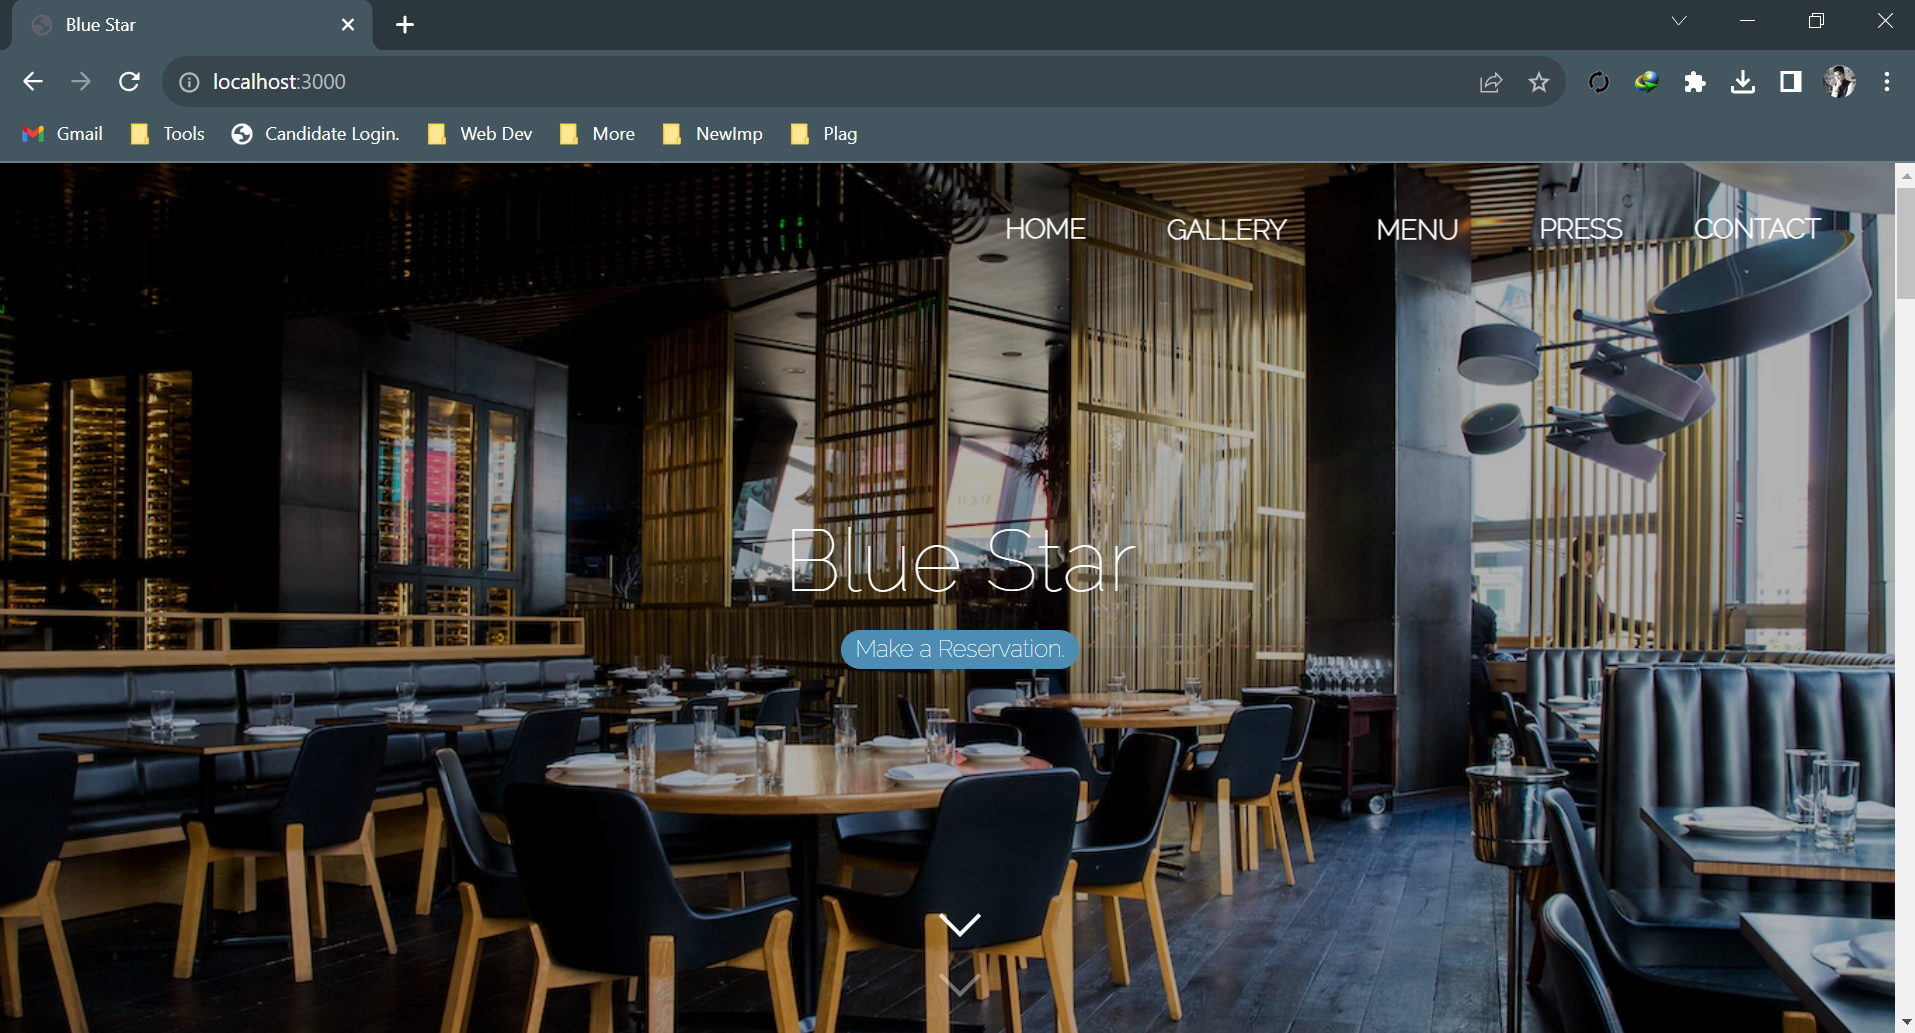 Blue Star
localhost:3000
Gmail Tools Candidate Login. Web Dev More NewImp Plag
HOME GALLERY MENU PRESS CONTACT
Blue Star
Make a Reservation.